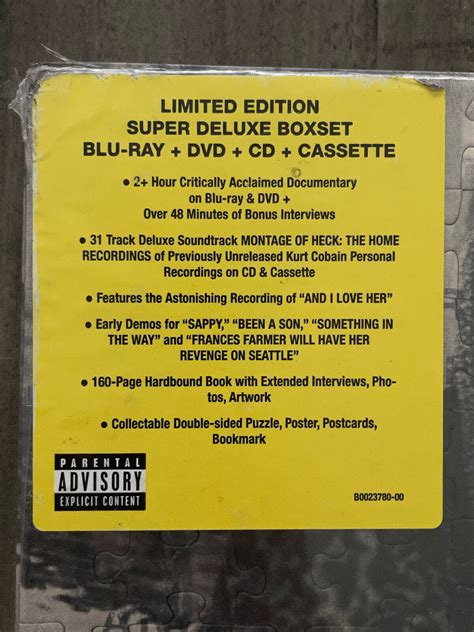 LIMITED EDITION
SUPER DELUXE BOXSET
BLU-RAY + DVD + CD + CASSETTE
• 2+ Hour Critically Acclaimed Documentary
on Blu-ray & DVD +
Over 48 Minutes of Bonus Interviews
• 31 Track Deluxe Soundtrack MONTAGE OF HECK: THE HOME
RECORDINGS of Previously Unreleased Kurt Cobain Personal
Recordings on CD & Cassette
• Features the Astonishing Recording of “AND I LOVE HER”
• Early Demos for “SAPPY,” “BEEN A SON,” “SOMETHING IN
THE WAY” and “FRANCES FARMER WILL HAVE HER
REVENGE ON SEATTLE”
• 160-Page Hardbound Book with Extended Interviews, Pho-
tos, Artwork
• Collectable Double-sided Puzzle, Poster, Postcards,
Bookmark
PARENTAL
ADVISORY
EXPLICIT CONTENT
B0023780-00